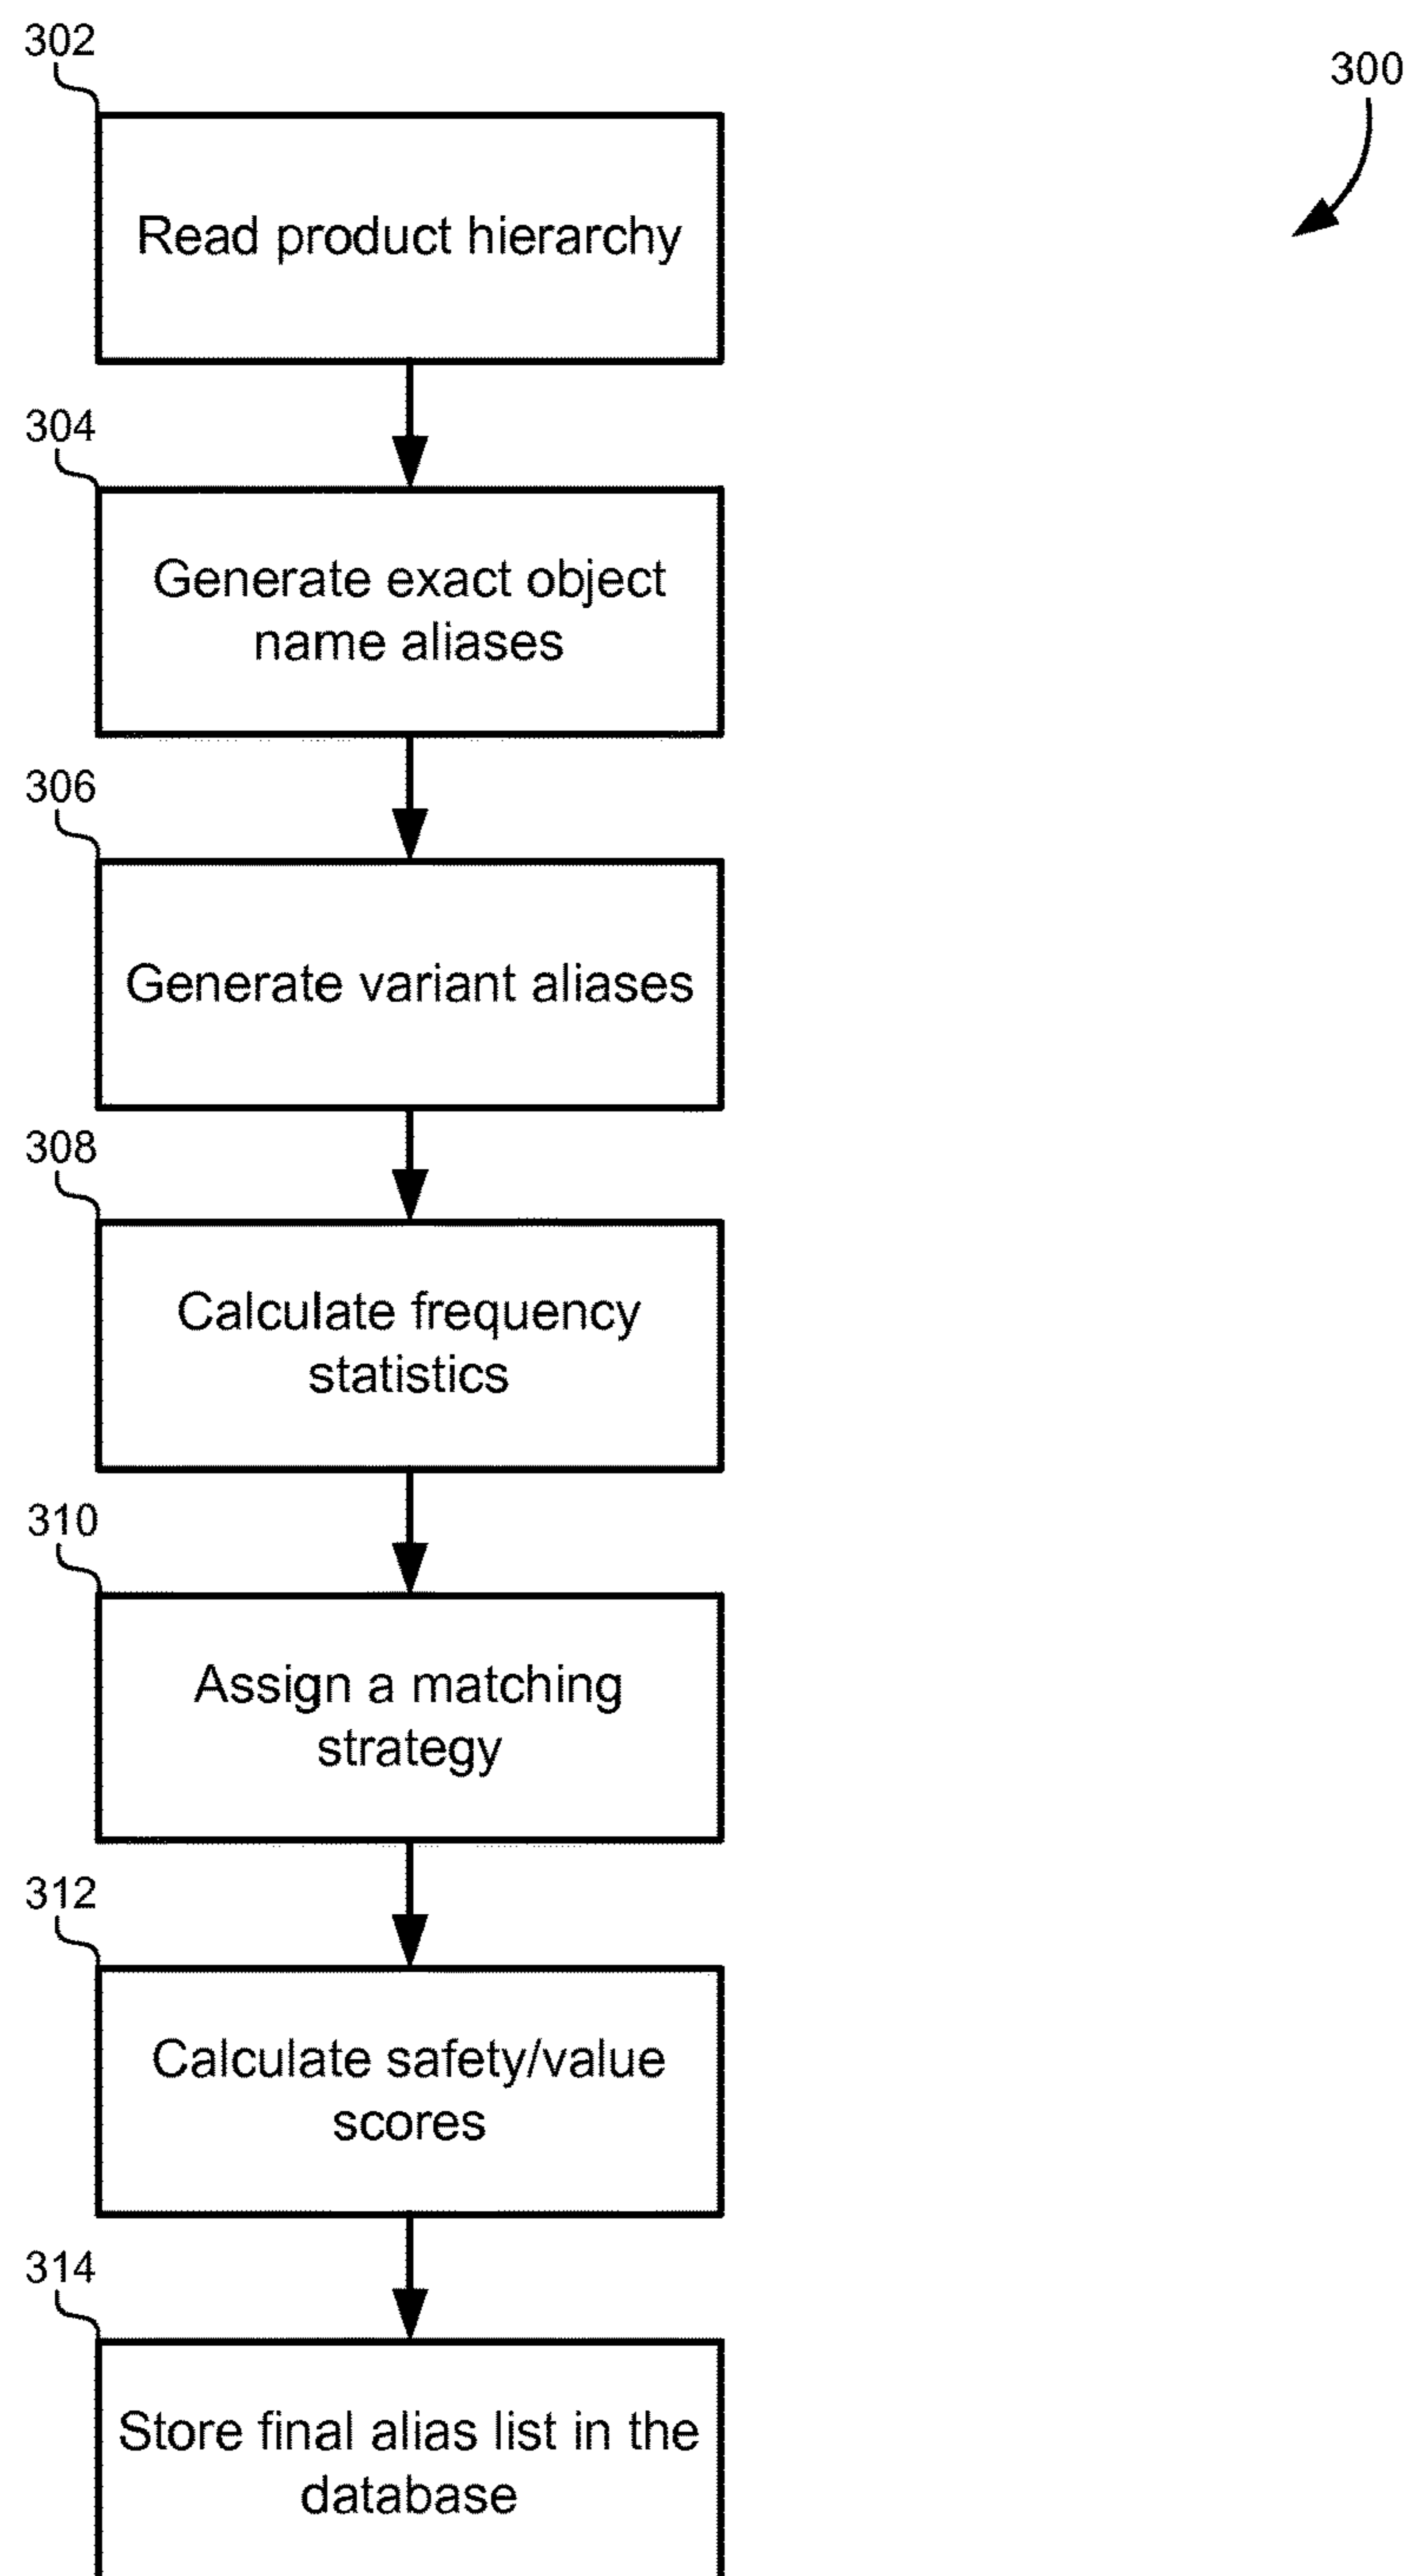 302
300
Read product hierarchy
304
Generate exact object
name aliases
306
Generate variant aliases
308
Calculate frequency
statistics
310
Assign a matching
strategy
312
Calculate safety/value
scores
314
Store final alias list in the
database